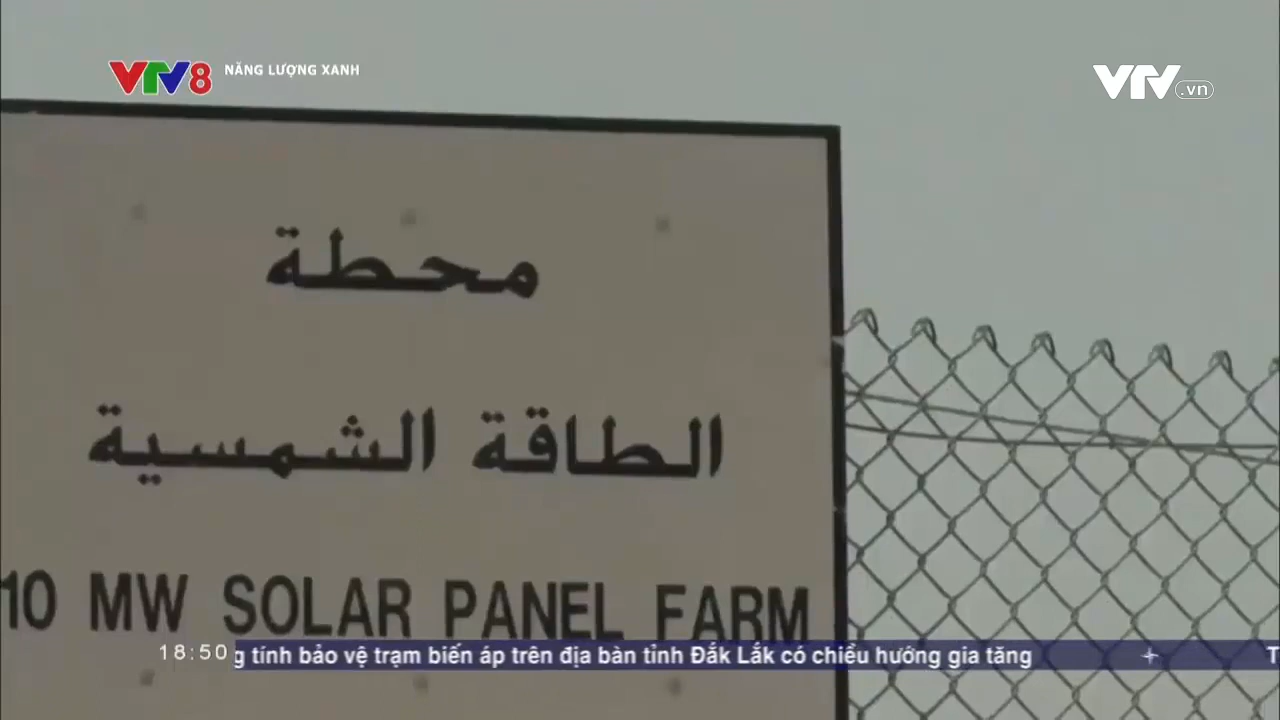 VTV8 NĂNG LƯỢNG XANH
VTV.vn
محطة
الطاقة الشمسية
10 MW SOLAR PANEL FARM
18:50 g tính bảo vệ trạm biến áp trên địa bàn tỉnh Đắk Lắk có chiều hướng gia tăng